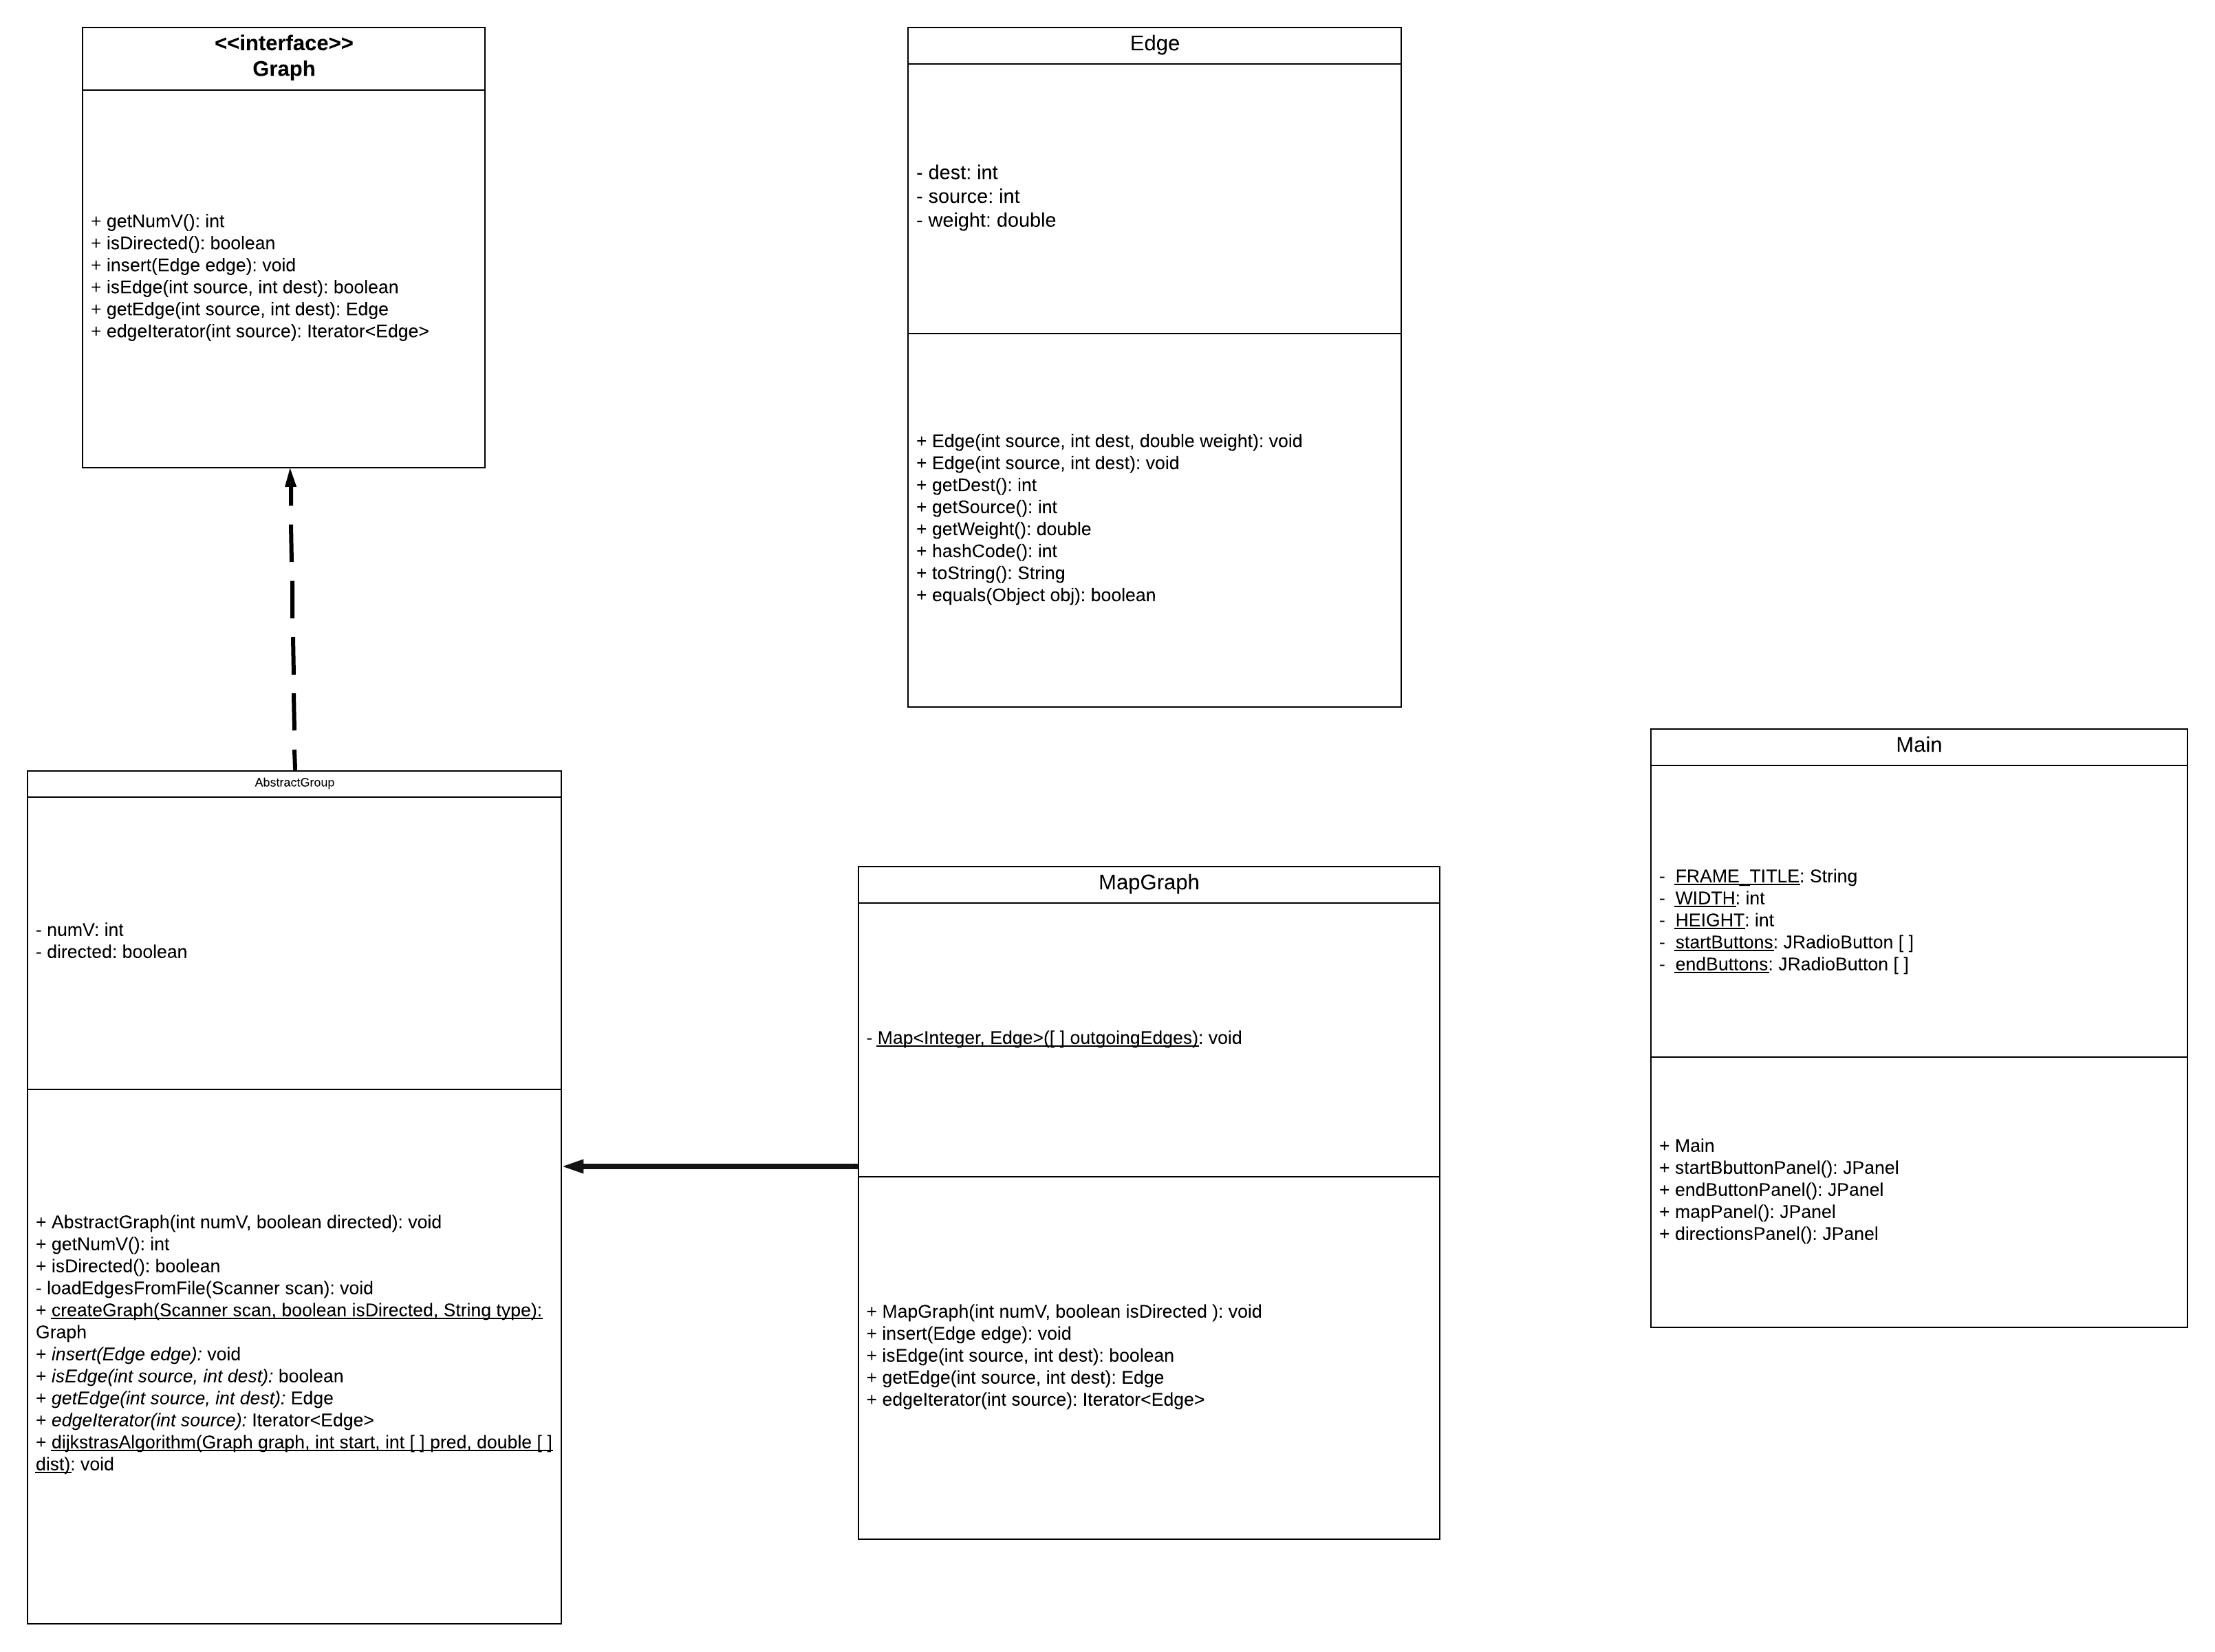 <<interface>>
Graph
+ getNumV(): int
+ isDirected(): boolean
+ insert(Edge edge): void
+ isEdge(int source, int dest): boolean
+ getEdge(int source, int dest): Edge
+ edgeIterator(int source): Iterator<Edge>
Edge
- dest: int
- source: int
- weight: double
+ Edge(int source, int dest, double weight): void
+ Edge(int source, int dest): void
+ getDest(): int
+ getSource(): int
+ getWeight(): double
+ hashCode(): int
+ toString(): String
+ equals(Object obj): boolean
AbstractGroup
- numV: int
- directed: boolean
+ AbstractGraph(int numV, boolean directed): void
+ getNumV(): int
+ isDirected(): boolean
- loadEdgesFromFile(Scanner scan): void
+ createGraph(Scanner scan, boolean isDirected, String type):
Graph
+ insert(Edge edge): void
+ isEdge(int source, int dest): boolean
+ getEdge(int source, int dest): Edge
+ edgeIterator(int source): Iterator<Edge>
+ dijkstrasAlgorithm(Graph graph, int start, int [ ] pred, double [ ]
dist): void
MapGraph
- Map<Integer, Edge>([ ] outgoingEdges): void
+ MapGraph(int numV, boolean isDirected ): void
+ insert(Edge edge): void
+ isEdge(int source, int dest): boolean
+ getEdge(int source, int dest): Edge
+ edgeIterator(int source): Iterator<Edge>
Main
- FRAME_TITLE: String
- WIDTH: int
- HEIGHT: int
- startButtons: JRadioButton [ ]
- endButtons: JRadioButton [ ]
+ Main
+ startBbuttonPanel(): JPanel
+ endButtonPanel(): JPanel
+ mapPanel(): JPanel
+ directionsPanel(): JPanel